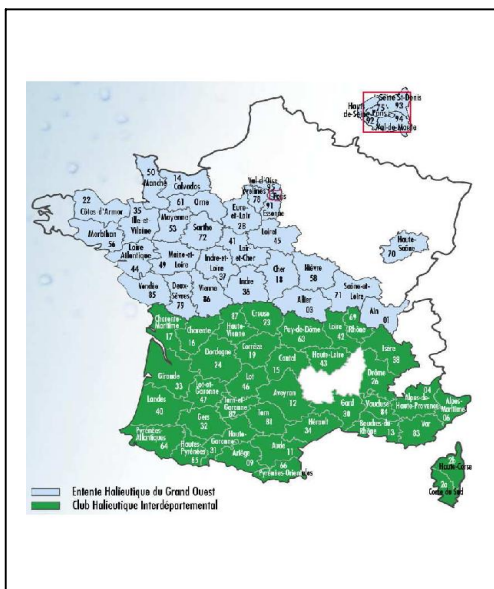 Seine St-Denis
75
93
Haut
de-Seine
Paris
92
94
Val-de-Marne
50
Manche
14
Calvados
Val-d'Oise
95
Yvelines
78
91
Essonne
22
Côtes d'Armor
35
Ille-et
Vilaine
61
Orne
Mayenne
53
Sarthe
72
Eure-
et-Loir
28
Loiret
45
Morbihan
56
Loire
Atlantique
44
49
Maine-et
Loire
Indre-et
Loire
37
41
Loir
et-Cher
Haute-
Saône
70
Vendée
85
Deux-
Sèvres
79
Vienne
86
Indre
36
Cher
18
Nièvre
58
Allier
03
71
Saône-et
Loire
Ain
01
Charente-
Maritime
17
Charente
16
17
Haute-
Vienne
Creuse
23
Puy-de-Dôme
63
Loire
42
69
Rhône
Isère
38
Dordogne
24
Corrèze
19
Cantal
15
Haute-Loire
43
Drôme
26
Gironde
33
Lot-et-
Garonne
47
Lot
46
Aveyron
12
Gard
30
Vaucluse
84
04
Alpes-de
Haute-Provence
Alpes-
Maritime
06
Landes
40
Gers
32
Tarn-et
Garonne
82
Tarn
81
Hérault
34
Bouches-du
Rhône
13
Var
83
Pyrénées-
Atlantiques
64
Hautes-
Pyrénées
65
Haute-
Garonne
31
Ariège
09
Aude
11
66
Pyrénées-Orientales
2b
Haute-Corse
2a
Corse du Sud
Entente Halieutique du Grand Ouest
Club Halieutique Interdépartemental